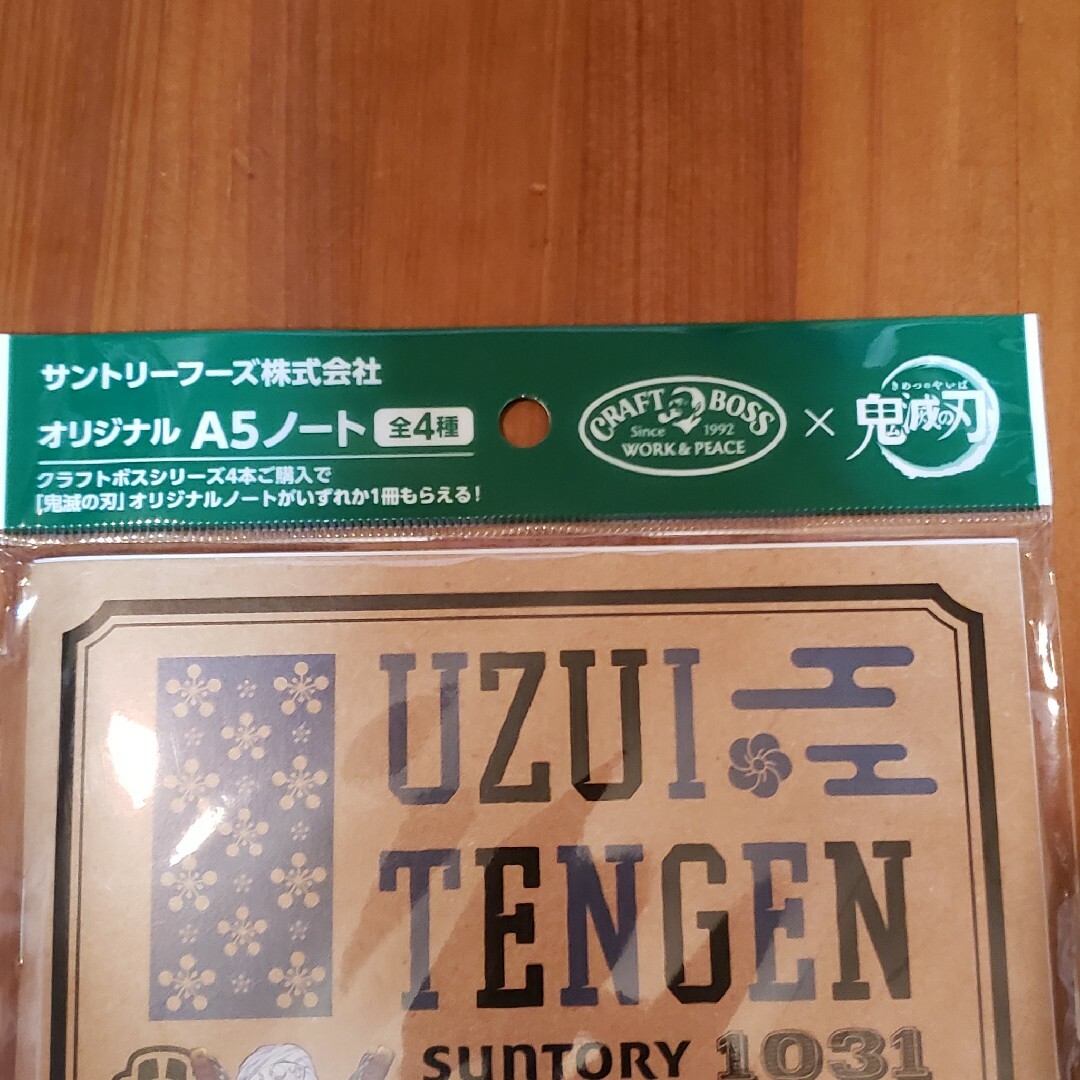 サントリーフーズ株式会社
オリジナル A5ノート 全4種
クラフトボスシリーズ4本ご購入で
「鬼滅の刃」オリジナルノートがいずれか1冊もらえる!
CRAFT BOSS
Since 1992
WORK & PEACE
×
きめつのやいば
鬼滅の刃
UZUI
TENGEN
SUNTORY 1031